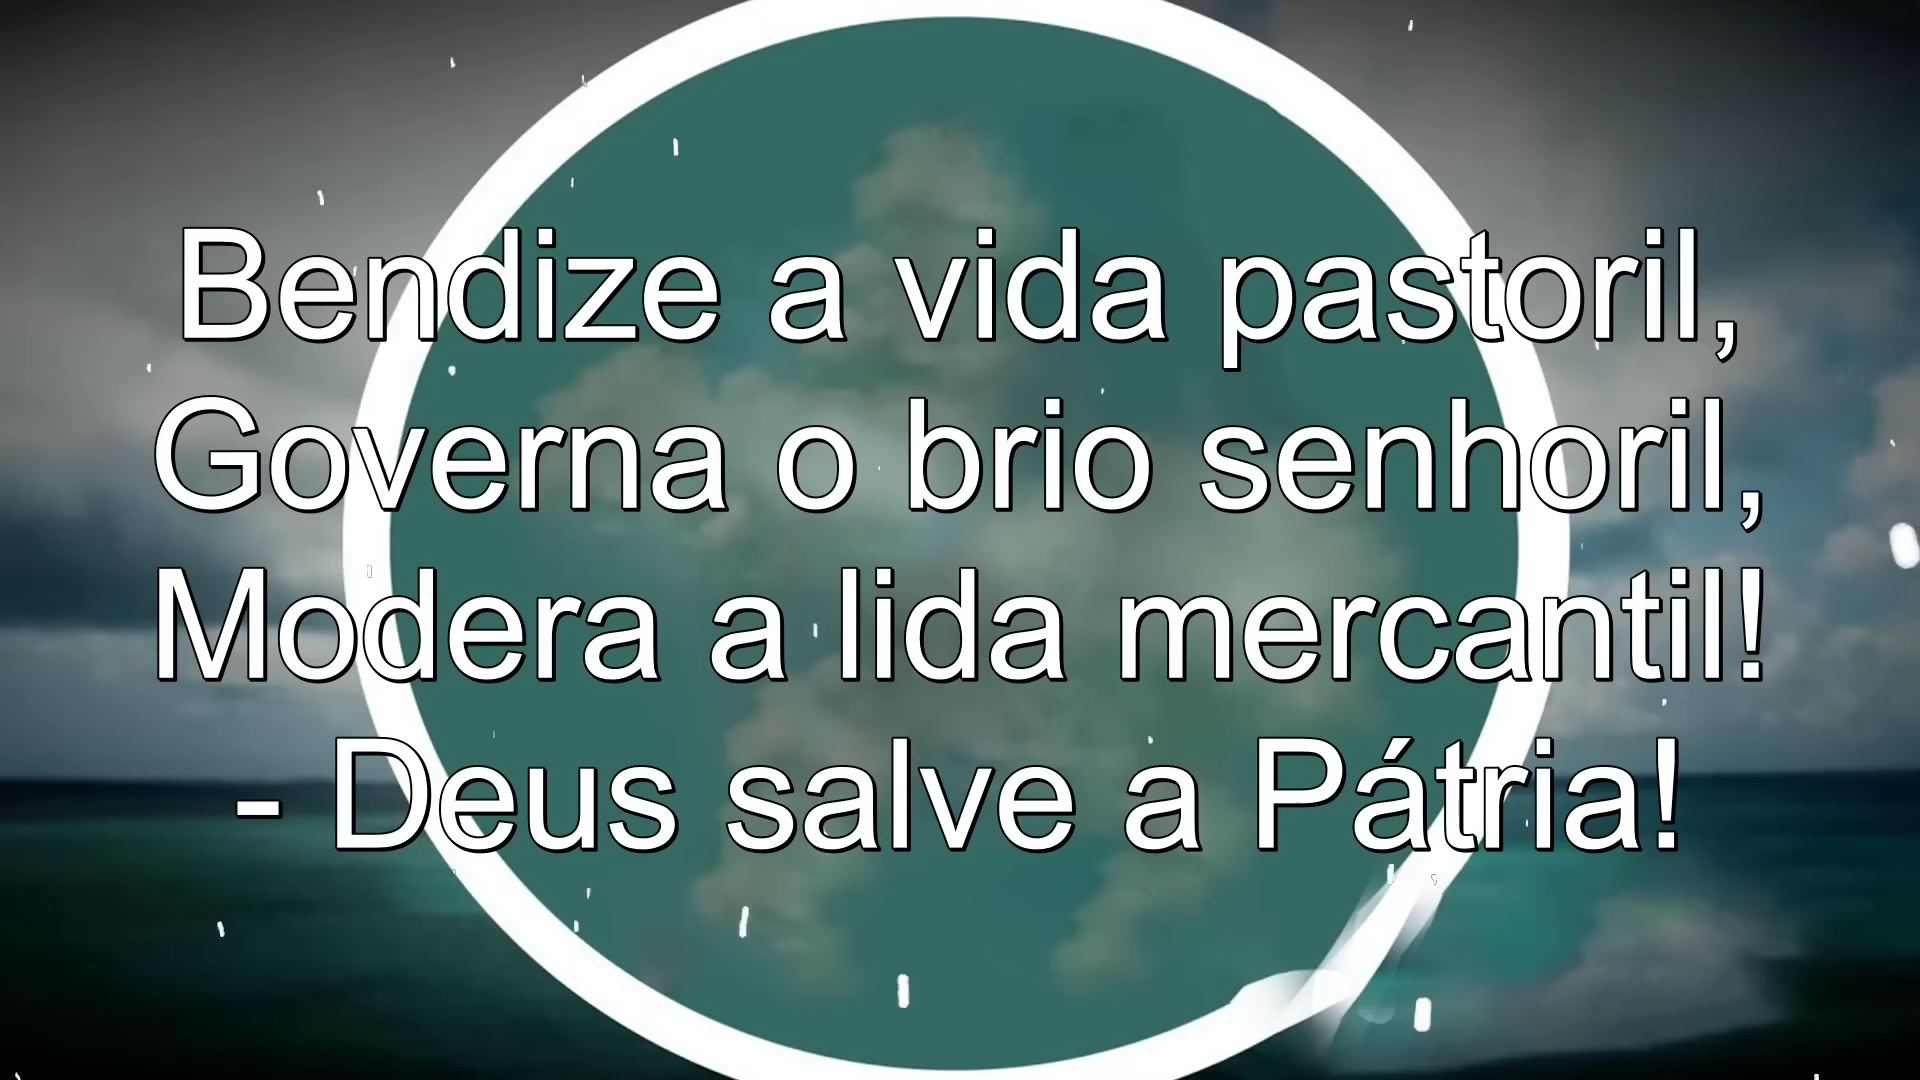 Bendize a vida pastoril,
Governa o brio senhoril,
Modera a lida mercantil!
- Deus salve a Pátria!